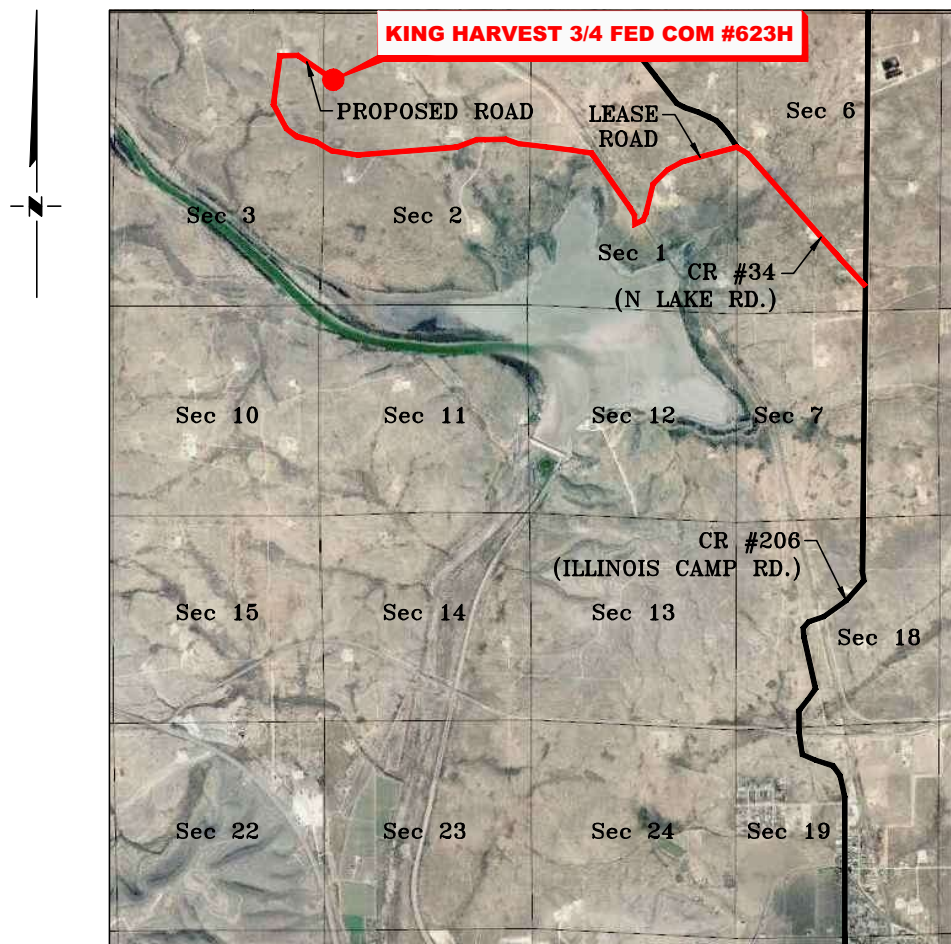 KING HARVEST 3/4 FED COM #623H
PROPOSED ROAD
LEASE
ROAD
Sec 6
N
Sec 3
Sec 2
Sec 1
CR #34
(N LAKE RD.)
Sec 10
Sec 11
Sec 12
Sec 7
CR #206
(ILLINOIS CAMP RD.)
Sec 15
Sec 14
Sec 13
Sec 18
Sec 22
Sec 23
Sec 24
Sec 19